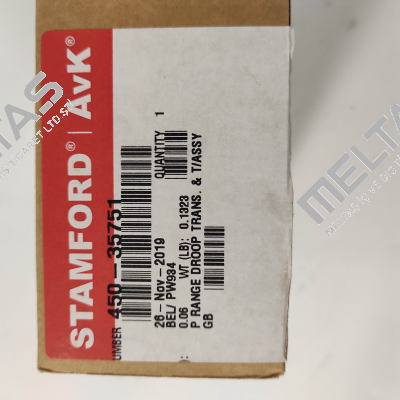 STAMFORD® | AvK®
UMBER 450-35751
26-Nov-2019 QUANTITY 1
BEL/ PW934
0.06 WT (LB): 0.1323
): P RANGE DROOP TRANS. & T/ASSY
GB
MELTAS